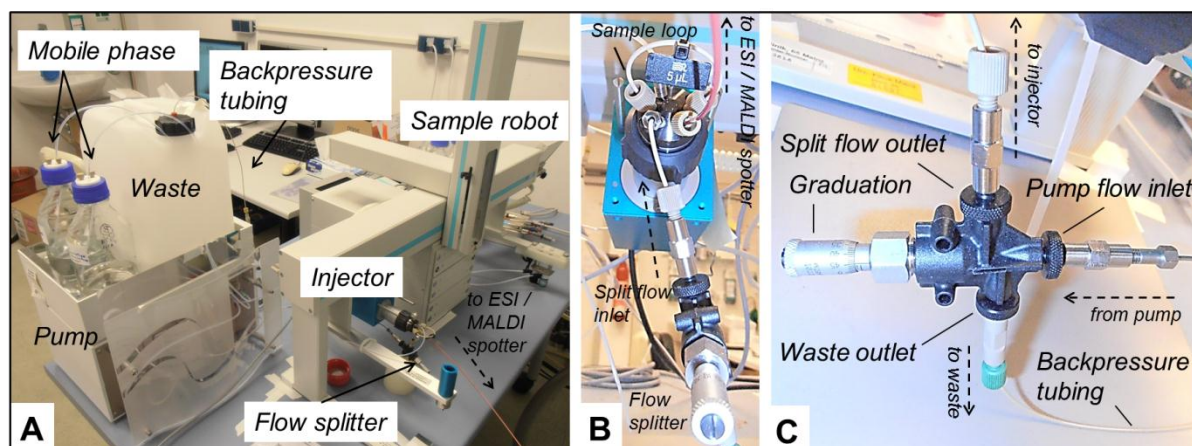 Mobile phase
Backpressure
tubing
Sample robot
Waste
Injector
to ESI /
MALDI
spotter
Pump
Flow splitter
A
Sample loop
5 µL
to ESI / MALDI
spotter
Split flow
inlet
Flow
splitter
B
to injector
Split flow outlet
Graduation
Pump flow inlet
from pump
Waste outlet
to waste
Backpressure
tubing
C